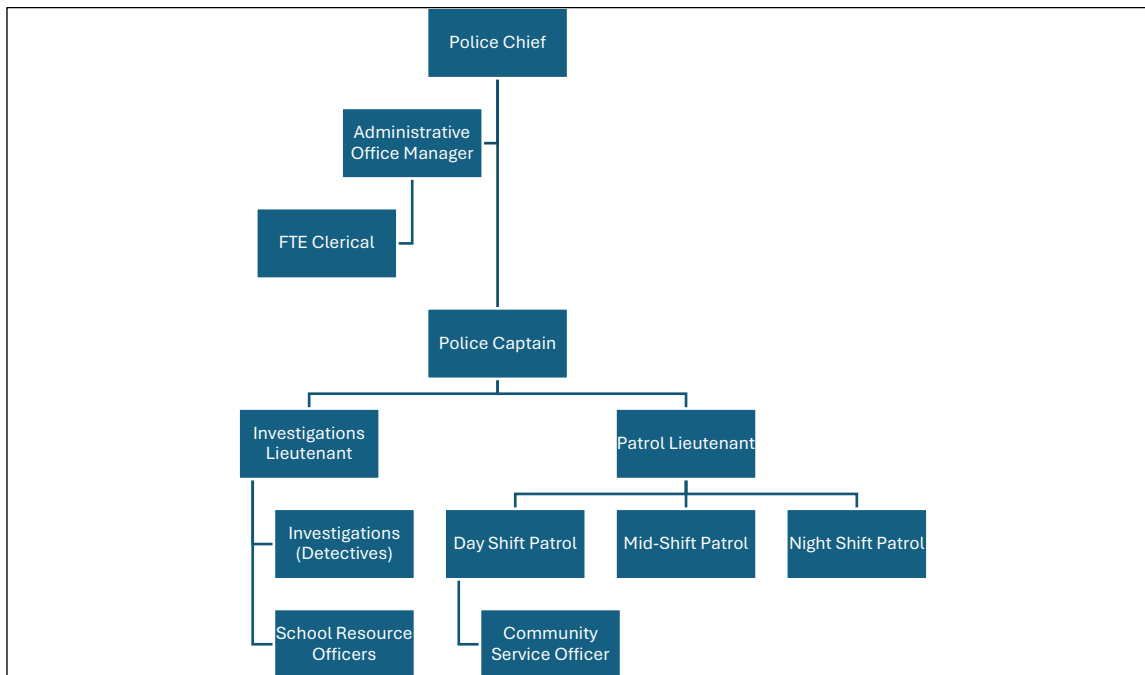 Police Chief
Administrative
Office Manager
FTE Clerical
Police Captain
Investigations
Lieutenant
Patrol Lieutenant
Investigations
(Detectives)
Day Shift Patrol
Mid-Shift Patrol
Night Shift Patrol
School Resource
Officers
Community
Service Officer